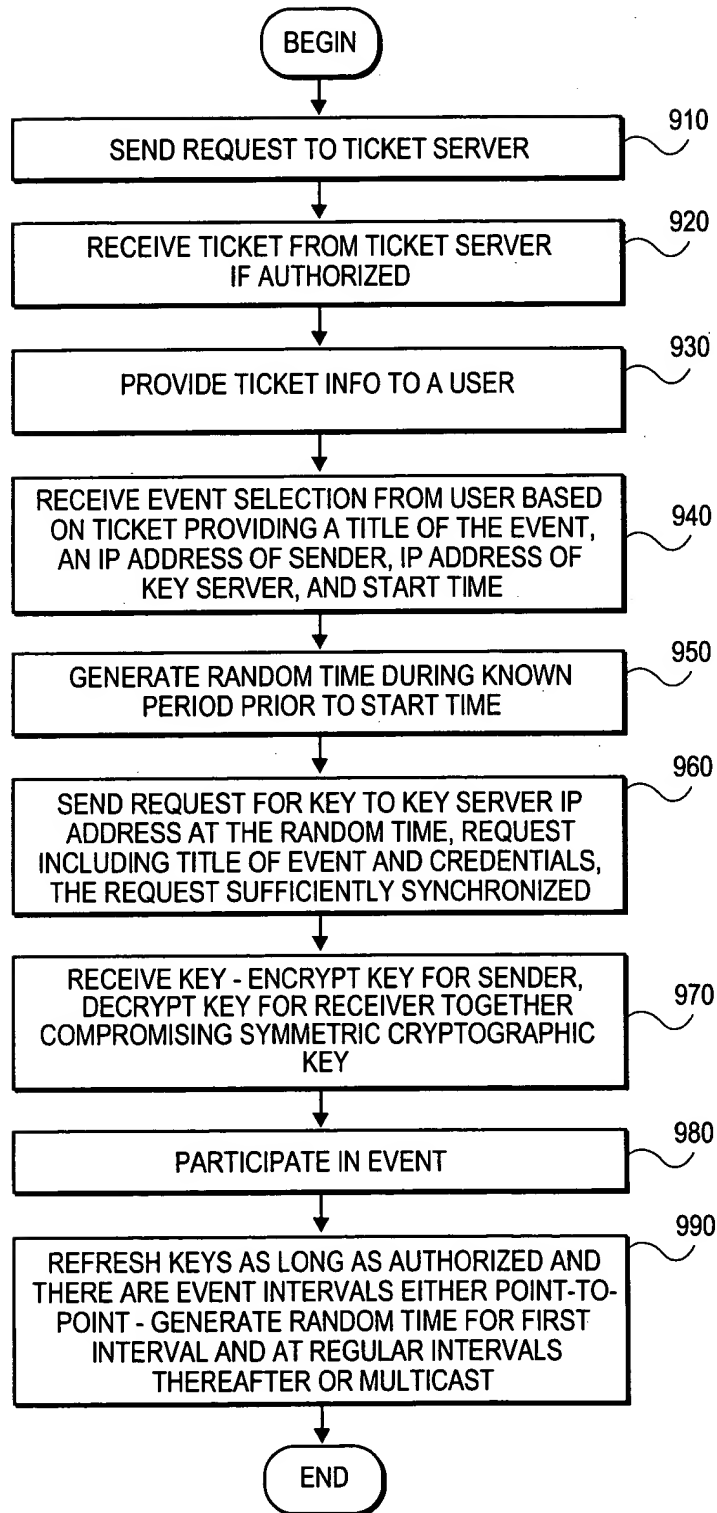 BEGIN
910
SEND REQUEST TO TICKET SERVER
920
RECEIVE TICKET FROM TICKET SERVER
IF AUTHORIZED
930
PROVIDE TICKET INFO TO A USER
940
RECEIVE EVENT SELECTION FROM USER BASED
ON TICKET PROVIDING A TITLE OF THE EVENT,
AN IP ADDRESS OF SENDER, IP ADDRESS OF
KEY SERVER, AND START TIME
950
GENERATE RANDOM TIME DURING KNOWN
PERIOD PRIOR TO START TIME
960
SEND REQUEST FOR KEY TO KEY SERVER IP
ADDRESS AT THE RANDOM TIME, REQUEST
INCLUDING TITLE OF EVENT AND CREDENTIALS,
THE REQUEST SUFFICIENTLY SYNCHRONIZED
970
RECEIVE KEY - ENCRYPT KEY FOR SENDER,
DECRYPT KEY FOR RECEIVER TOGETHER
COMPROMISING SYMMETRIC CRYPTOGRAPHIC
KEY
980
PARTICIPATE IN EVENT
990
REFRESH KEYS AS LONG AS AUTHORIZED AND
THERE ARE EVENT INTERVALS EITHER POINT-TO-
POINT - GENERATE RANDOM TIME FOR FIRST
INTERVAL AND AT REGULAR INTERVALS
THEREAFTER OR MULTICAST
END